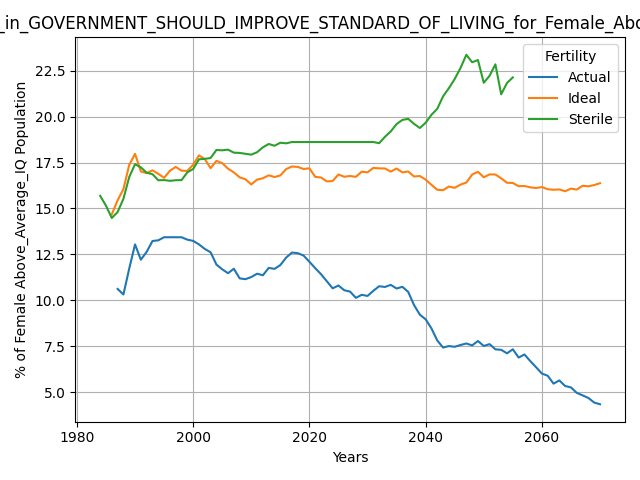 _in_GOVERNMENT_SHOULD_IMPROVE_STANDARD_OF_LIVING_for_Female_Abo
% of Female Above_Average_IQ Population
22.5
20.0
17.5
15.0
12.5
10.0
7.5
5.0
Fertility
Actual
Ideal
Sterile
1980
2000
2020
2040
2060
Years